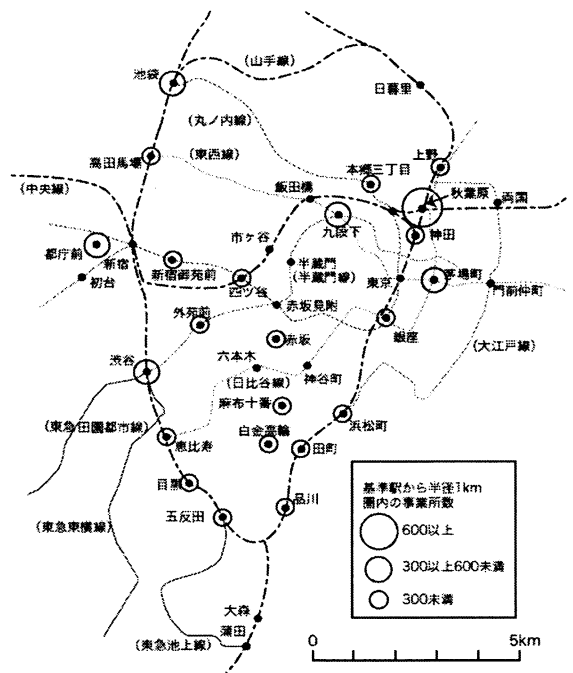 (山手線)
池袋
日暮里
(丸ノ内線)
(東西線)
高田馬場
上野
本郷三丁目
(中央線)
飯田橋
秋葉原
両国
九段下
神田
都庁前
新宿
市ヶ谷
新宿御苑前
半蔵門
(半蔵門線)
東京
茅場町
初台
四ツ谷
門前仲町
赤坂見附
外苑前
銀座
赤坂
(大江戸線)
六本木
渋谷
(日比谷線)
神谷町
麻布十番
(東急田園都市線)
浜松町
恵比寿
白金高輪
田町
目黒
品川
五反田
(東急東横線)
基準駅から半径1km
圏内の事業所数
600以上
300以上600未満
300未満
大森
蒲田
(東急池上線)
0
5km